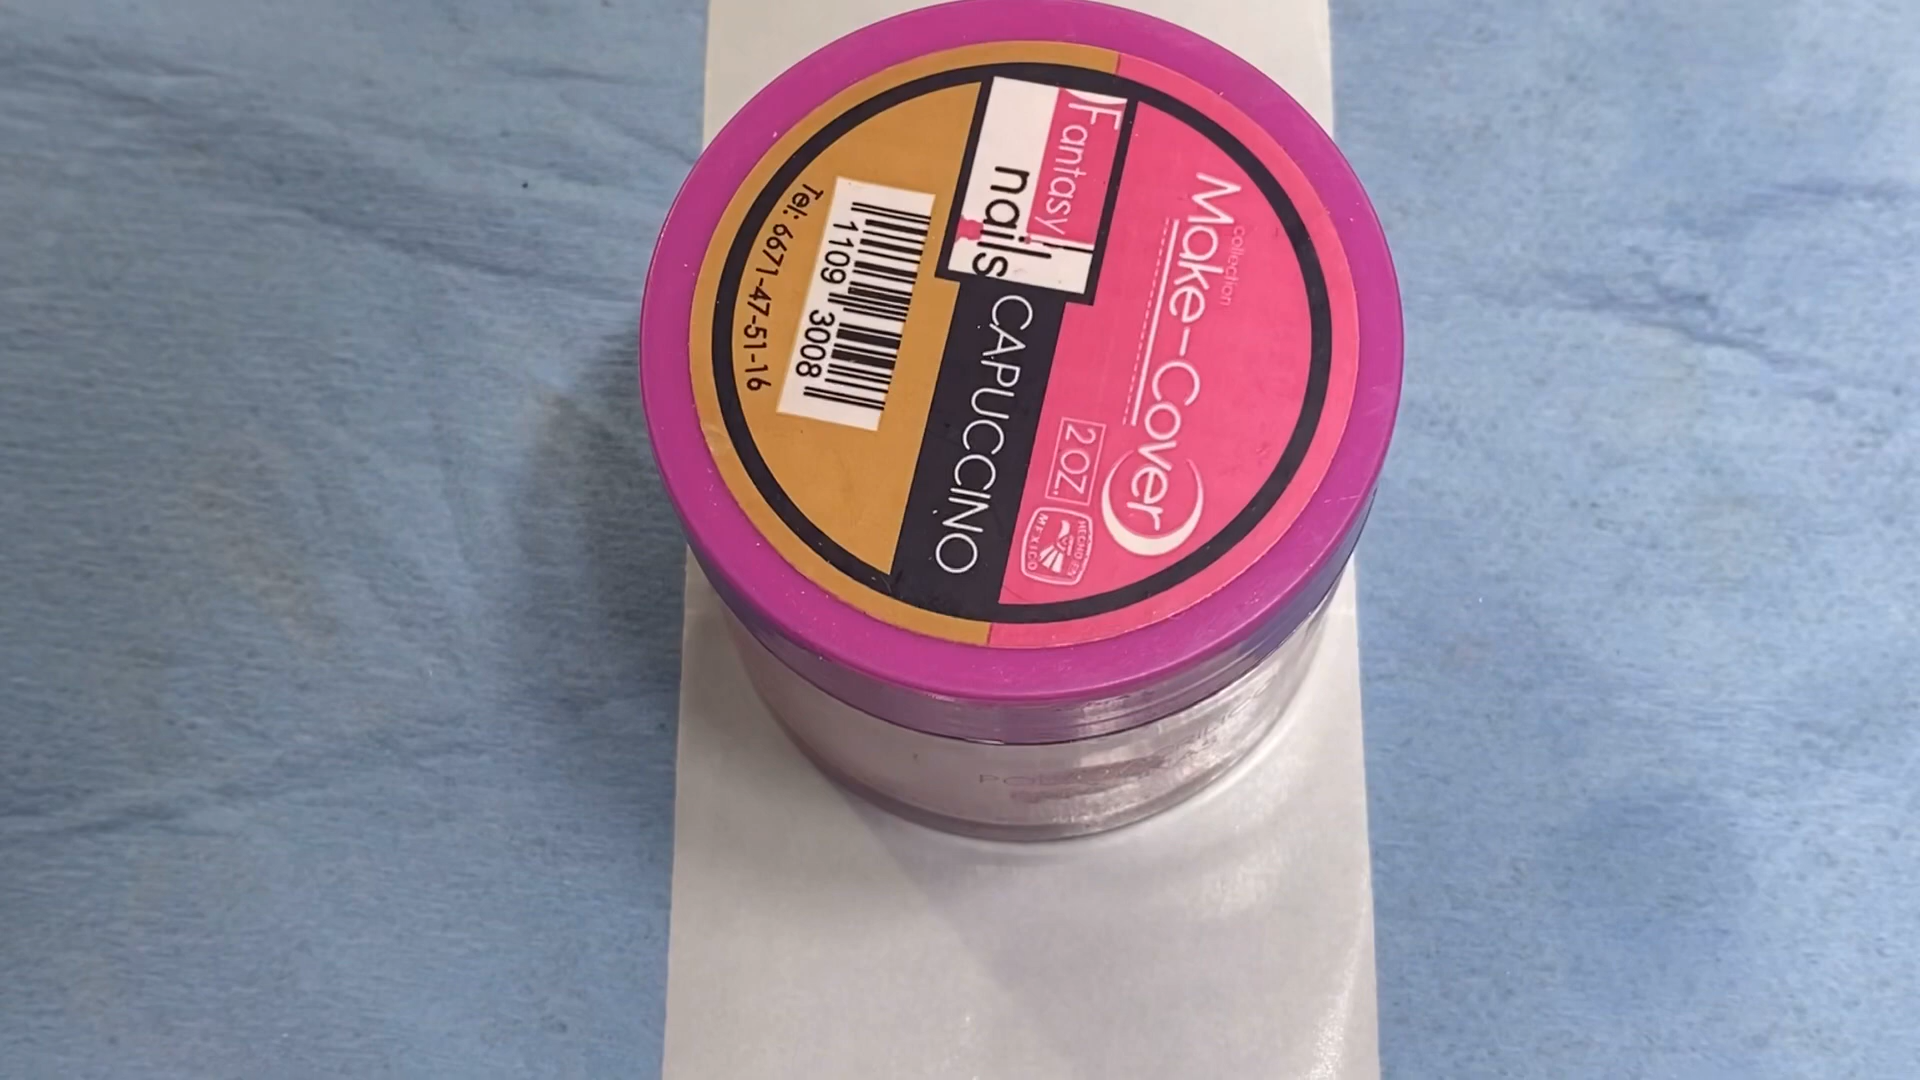 collection
Make-Cover
2 OZ.
HECHO EN
MEXICO
Fantasy
nails
CAPUCCINO
1109 3008
Tel: 6671-47-51-16